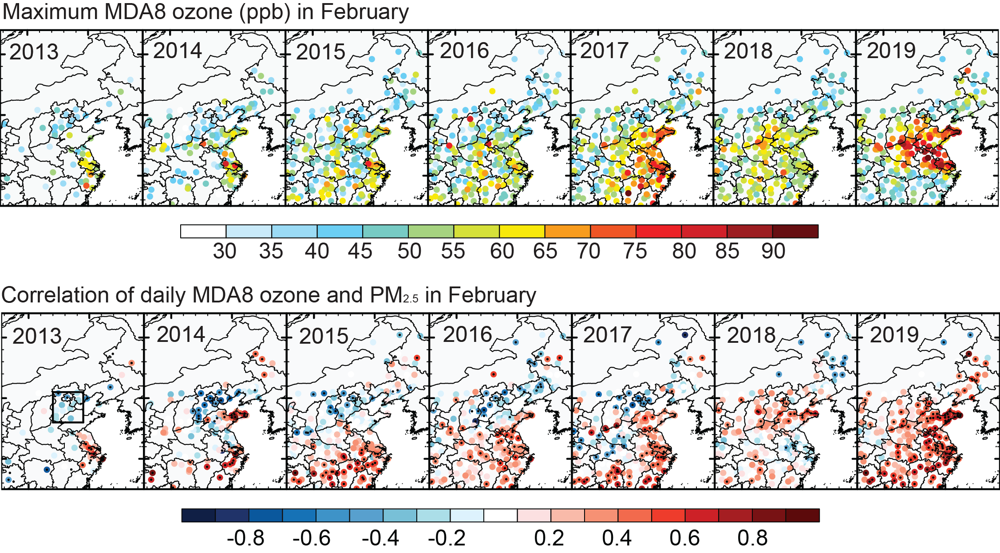 Maximum MDA8 ozone (ppb) in February
2013 2014 2015 2016 2017 2018 2019
30 35 40 45 50 55 60 65 70 75 80 85 90
Correlation of daily MDA8 ozone and PM2.5 in February
2013 2014 2015 2016 2017 2018 2019
-0.8 -0.6 -0.4 -0.2 0.2 0.4 0.6 0.8